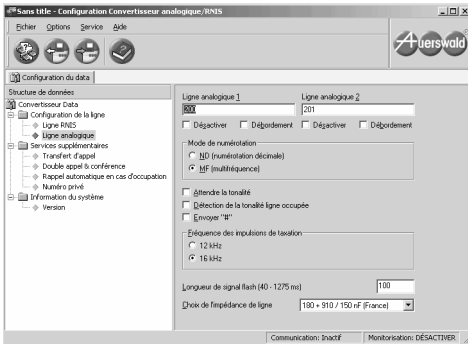 Sans title - Configuration Convertisseur analogique/RNIS
Fichier Options Service Aide
Auerswald
Configuration du data
Structure de données
Convertisseur Data
Configuration de la ligne
Ligne RNIS
Ligne analogique
Services supplémentaires
Transfert d'appel
Double appel & conférence
Rappel automatique en cas d'occupation
Numéro privé
Information du système
Version
Ligne analogique 1 Ligne analogique 2
200 201
Désactiver Débordement Désactiver Débordement
Mode de numérotation
ND (numérotation décimale)
MF (multifréquence)
Attendre la tonalité
Détection de la tonalité ligne occupée
Envoyer "#"
Fréquence des impulsions de taxation
12 kHz
16 kHz
Longueur de signal flash (40 - 1275 ms) 100
Choix de l'impédance de ligne 180 + 910 / 150 nF (France)
Communication: Inactif Monitorisation: DÉSACTIVER